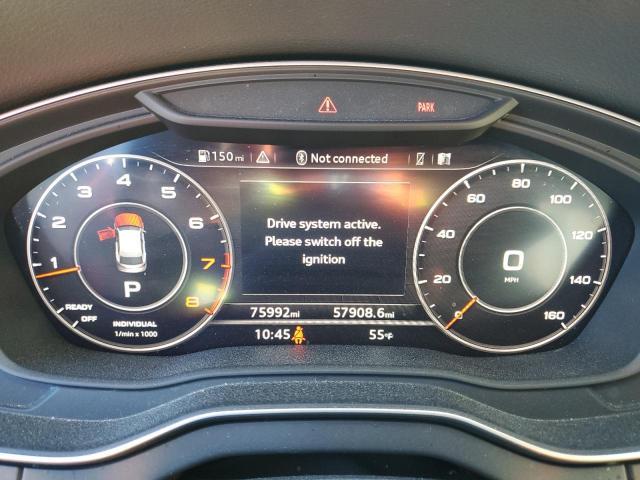 PARK
150 mi Not connected
Drive system active.
Please switch off the
ignition
1 2 3 4 5 6 7 8
READY
OFF
P
INDIVIDUAL
1/min x 1000
0 20 40 60 80 100 120 140 160
0
MPH
75992mi 57908.6mi
10:45 55°F